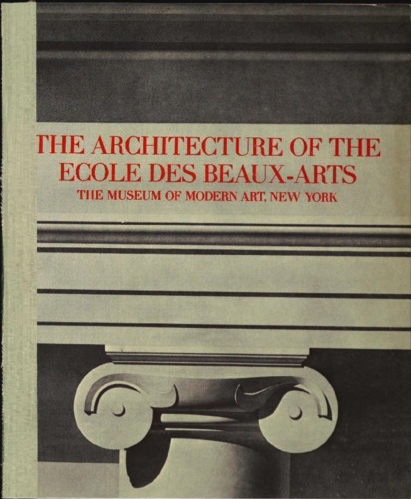 THE ARCHITECTURE OF THE
ECOLE DES BEAUX-ARTS
THE MUSEUM OF MODERN ART, NEW YORK